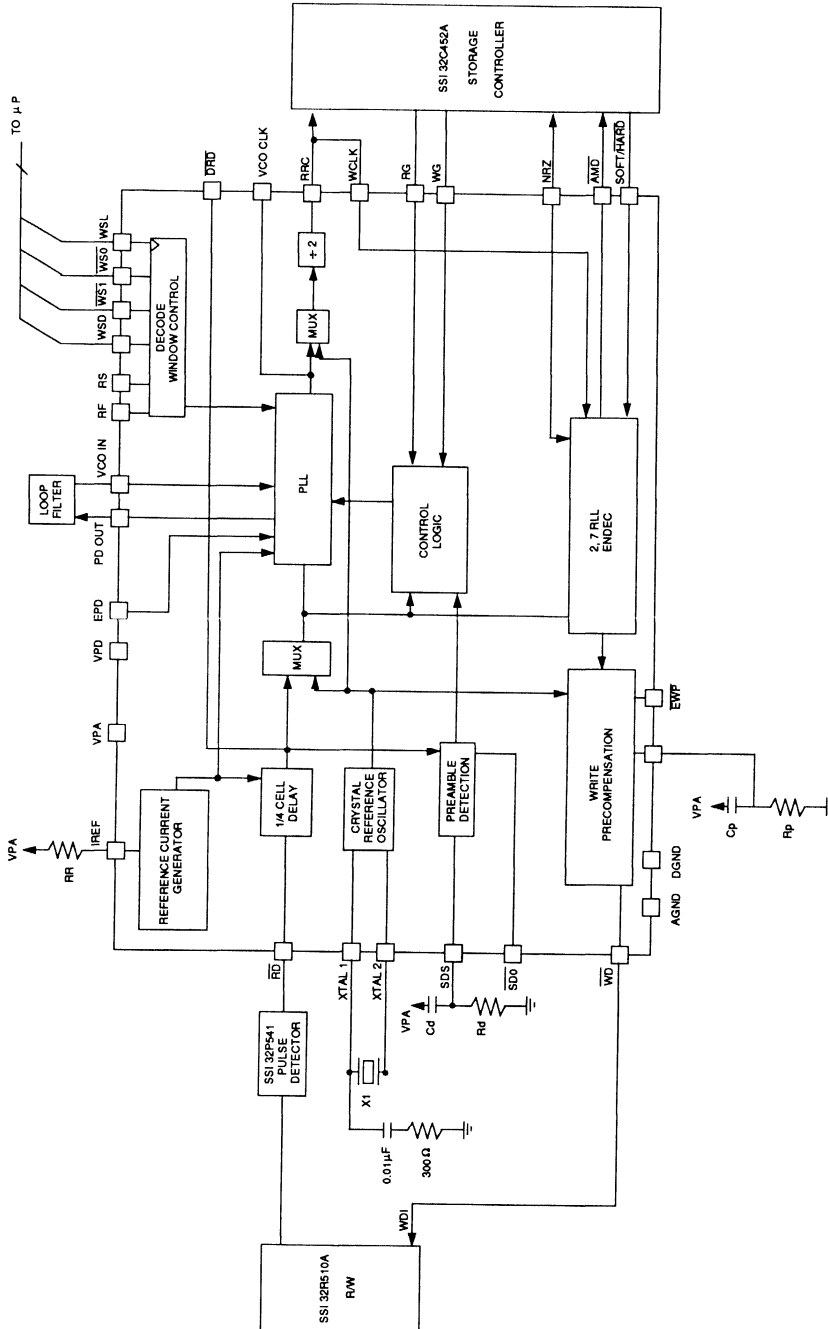 TO µP
WSL
WS0
WS1
WSD
RS
RF
VCO IN
PD OUT
EPD
VPD
VPA
VPA
RR
IREF
LOOP
FILTER
DECODE
WINDOW CONTROL
REFERENCE CURRENT
GENERATOR
DRD
VCO CLK
RRC
WCLK
RG
WG
NRZ
AMD
SOFT/HARD
SSI 32C452A
STORAGE
CONTROLLER
÷ 2
MUX
PLL
MUX
1/4 CELL
DELAY
CRYSTAL
REFERENCE
OSCILLATOR
PREAMBLE
DETECTION
CONTROL
LOGIC
2, 7 RLL
ENDEC
WRITE
PRECOMPENSATION
RD
XTAL 1
XTAL 2
SDS
SD0
WD
SSI 32P541
PULSE
DETECTOR
X1
0.01µF
300Ω
VPA
Cd
Rd
WDI
SSI 32R510A
R/W
EWP
DGND
AGND
VPA
Cp
Rp